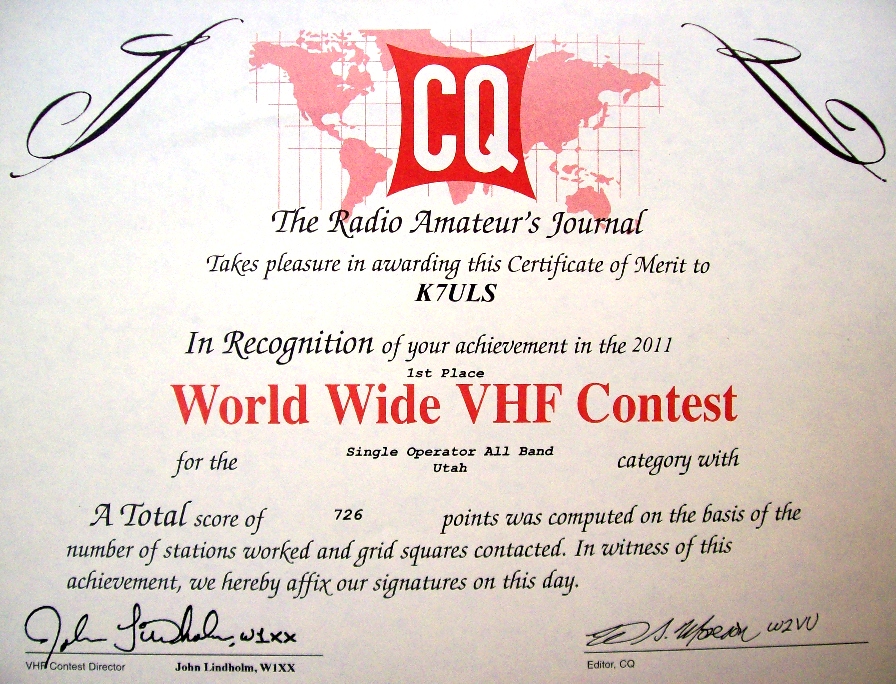 CQ
The Radio Amateur's Journal
Takes pleasure in awarding this Certificate of Merit to
K7ULS
In Recognition of your achievement in the 2011
1st Place
World Wide VHF Contest
for the Single Operator All Band category with
Utah
A Total score of 726 points was computed on the basis of the
number of stations worked and grid squares contacted. In witness of this
achievement, we hereby affix our signatures on this day.
John Lindholm, W1XX W2VU
VHF Contest Director John Lindholm, W1XX Editor, CQ